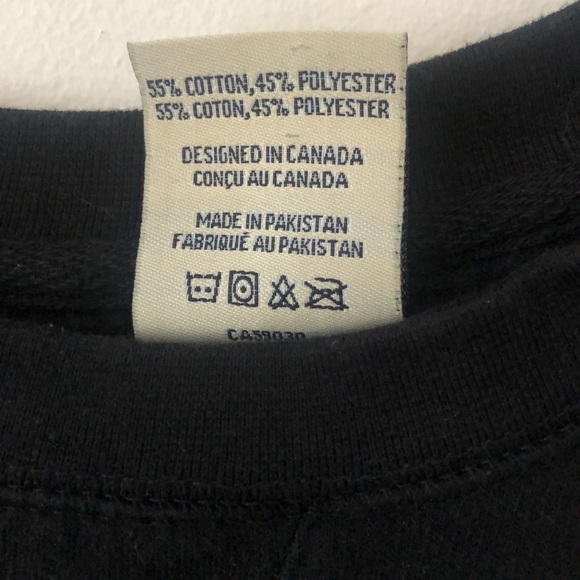 55% COTTON,45% POLYESTER
55% COTON,45% POLYESTER
DESIGNED IN CANADA
CONÇU AU CANADA
MADE IN PAKISTAN
FABRIQUÉ AU PAKISTAN